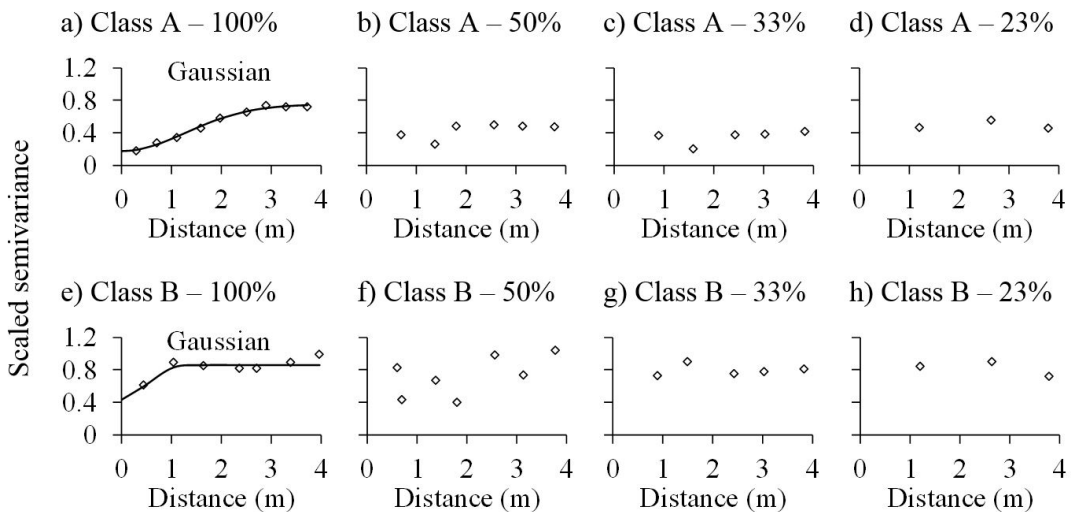 a) Class A – 100%
b) Class A – 50%
c) Class A – 33%
d) Class A – 23%
1.2
0.8
0.4
0
Gaussian
0 1 2 3 4
0 1 2 3 4
0 1 2 3 4
0 1 2 3 4
Distance (m)
Distance (m)
Distance (m)
Distance (m)
Scaled semivariance
e) Class B – 100%
f) Class B – 50%
g) Class B – 33%
h) Class B – 23%
1.2
0.8
0.4
0
Gaussian
0 1 2 3 4
0 1 2 3 4
0 1 2 3 4
0 1 2 3 4
Distance (m)
Distance (m)
Distance (m)
Distance (m)